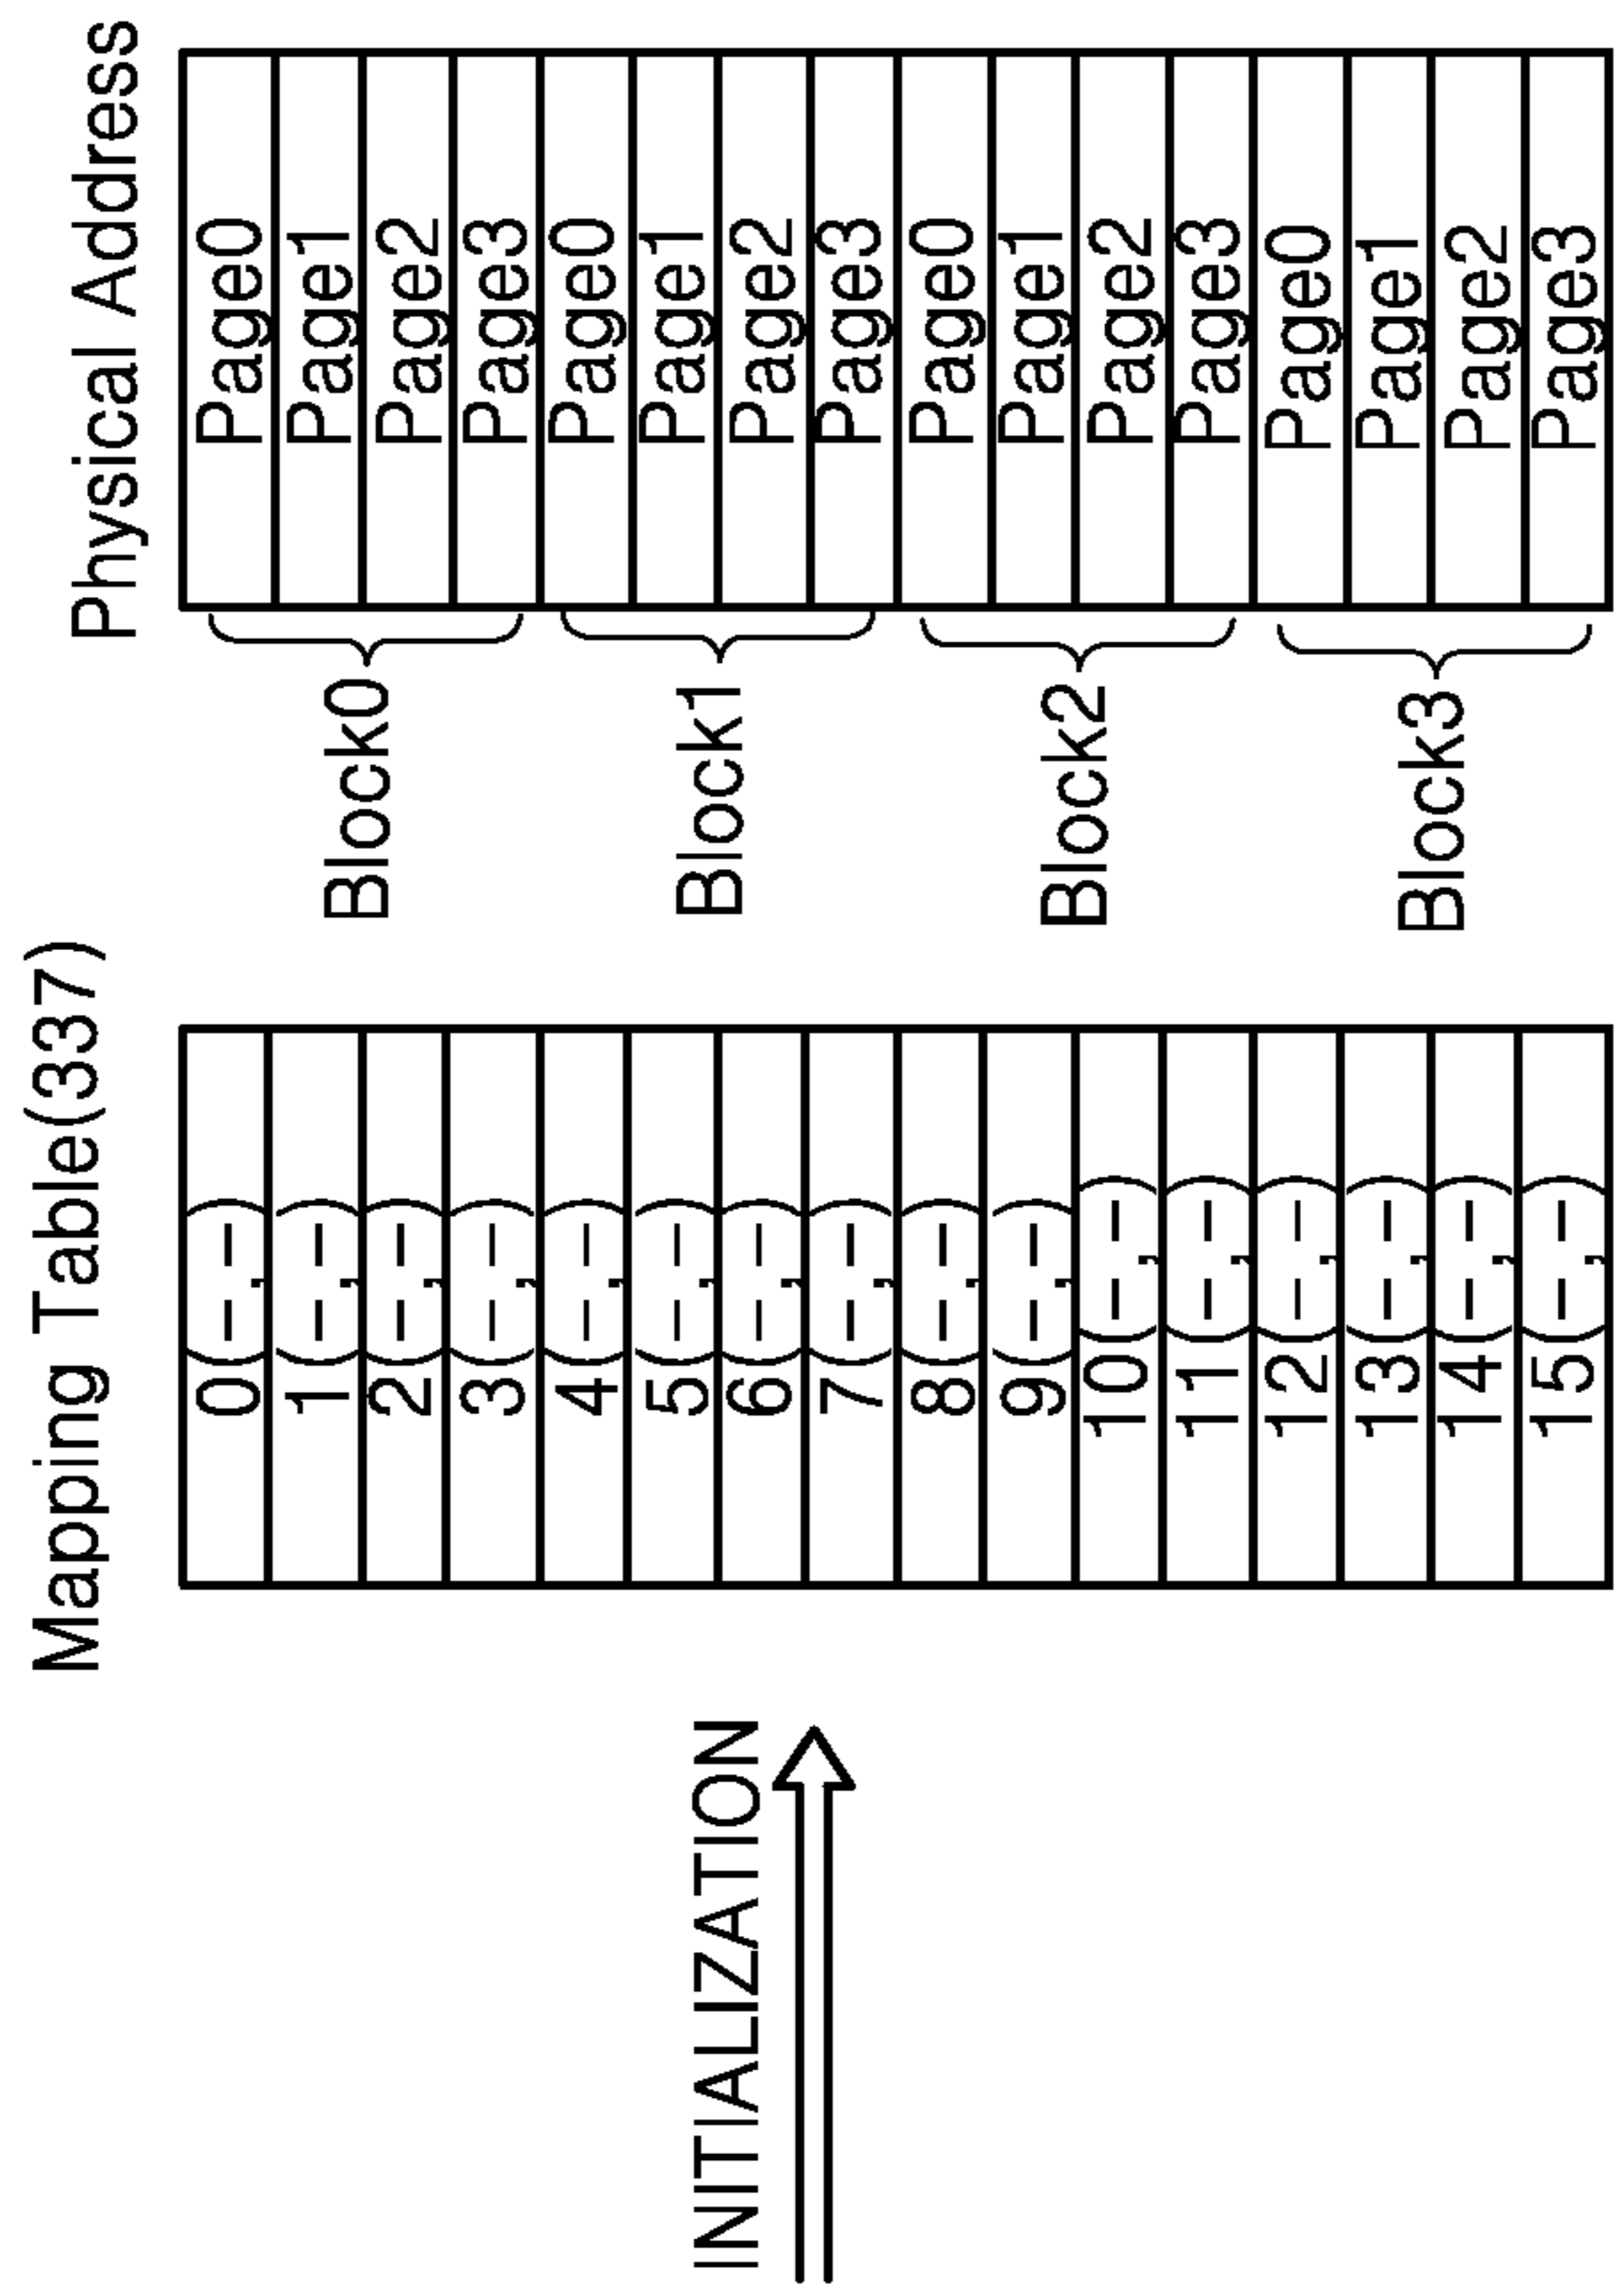 INITIALIZATION
Mapping Table(337)
0(--,--)
1(--,--)
2(--,--)
3(--,--)
4(--,--)
5(--,--)
6(--,--)
7(--,--)
8(--,--)
9(--,--)
10(--,--)
11(--,--)
12(--,--)
13(--,--)
14(--,--)
15(--,--)
Block0
Block1
Block2
Block3
Physical Address
Page0
Page1
Page2
Page3
Page0
Page1
Page2
Page3
Page0
Page1
Page2
Page3
Page0
Page1
Page2
Page3